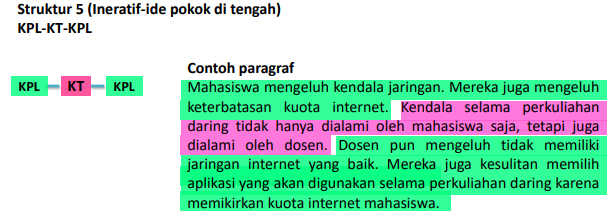 Struktur 5 (Ineratif-ide pokok di tengah)
KPL-KT-KPL
KPL KT KPL
Contoh paragraf
Mahasiswa mengeluh kendala jaringan. Mereka juga mengeluh
keterbatasan kuota internet. Kendala selama perkuliahan
daring tidak hanya dialami oleh mahasiswa saja, tetapi juga
dialami oleh dosen. Dosen pun mengeluh tidak memiliki
jaringan internet yang baik. Mereka juga kesulitan memilih
aplikasi yang akan digunakan selama perkuliahan daring karena
memikirkan kuota internet mahasiswa.